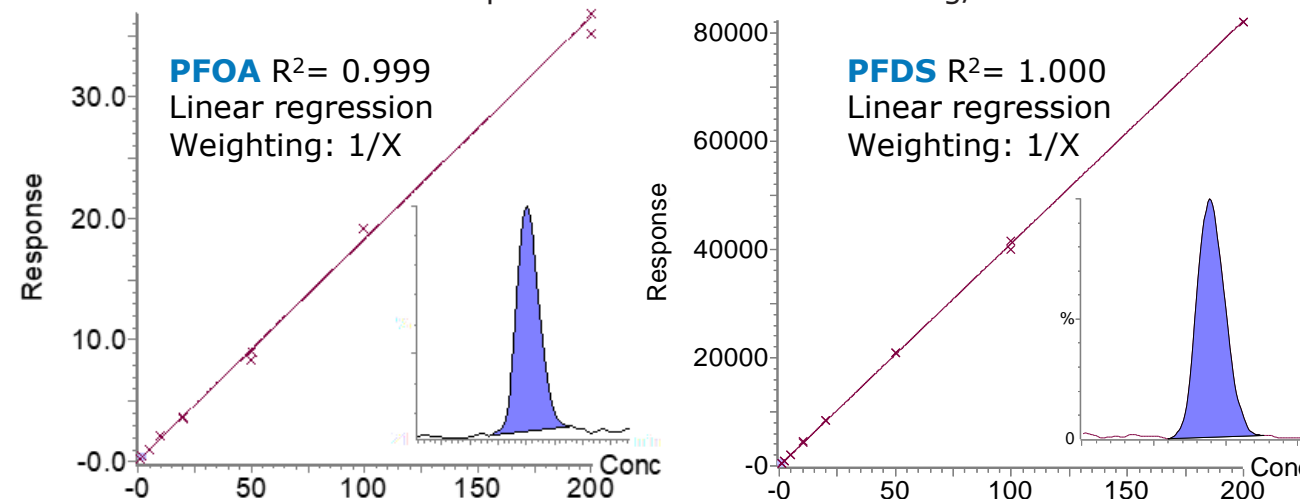 PFOA R²= 0.999
Linear regression
Weighting: 1/X
30.0
20.0
10.0
-0.0
Response
-0
50
100
150
200
Conc
PFDS R²= 1.000
Linear regression
Weighting: 1/X
80000
60000
40000
20000
-0
Response
%
0
-0
50
100
150
200
Conc